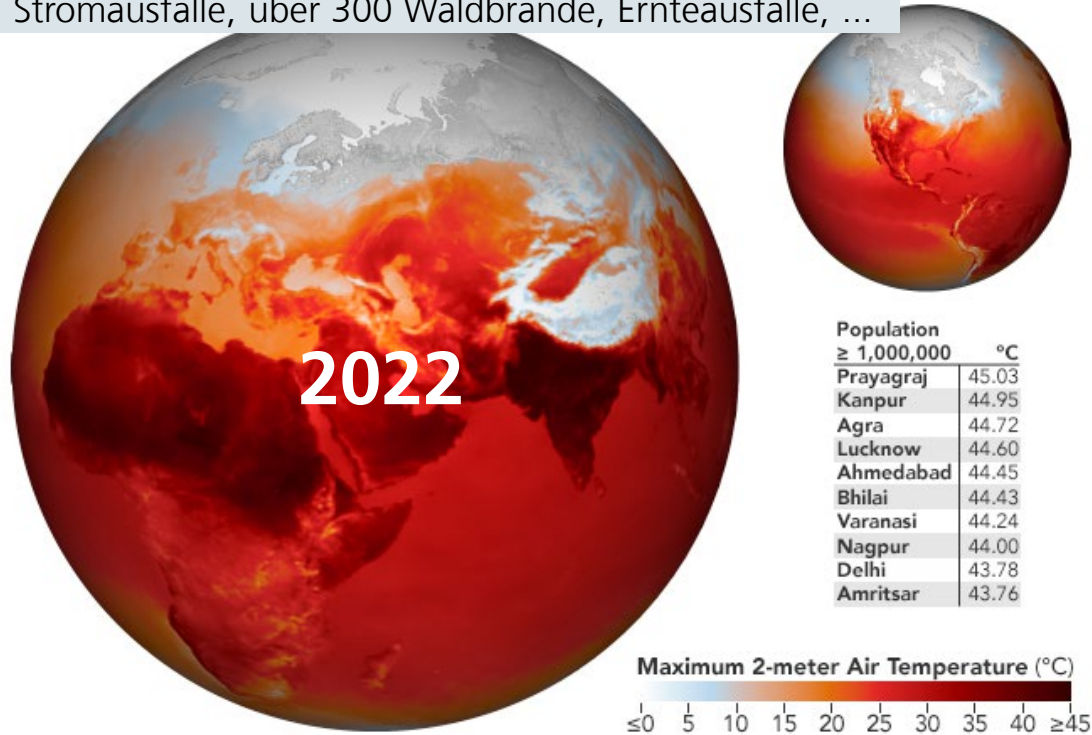 Stromausfälle, über 300 Waldbrände, Ernteausfälle, ...
2022
Population
≥ 1,000,000 °C
Prayagraj 45.03
Kanpur 44.95
Agra 44.72
Lucknow 44.60
Ahmedabad 44.45
Bhilai 44.43
Varanasi 44.24
Nagpur 44.00
Delhi 43.78
Amritsar 43.76
Maximum 2-meter Air Temperature (°C)
≤0 5 10 15 20 25 30 35 40 ≥45